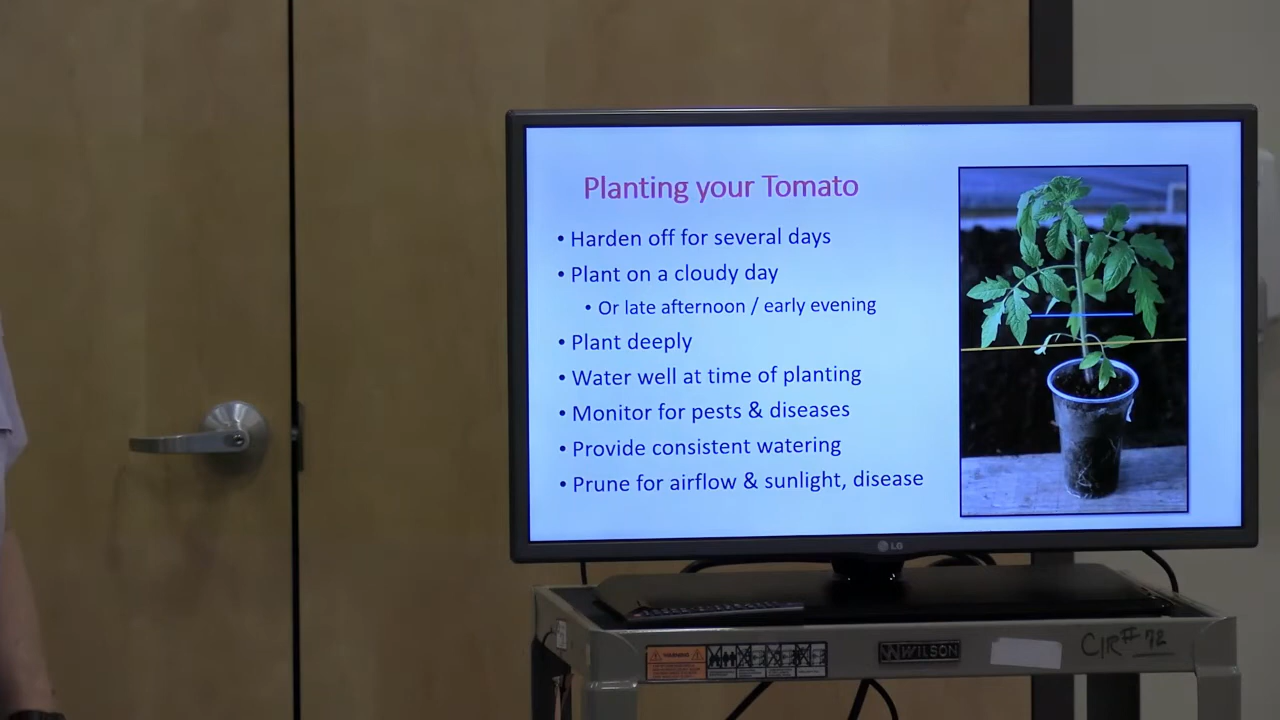 Planting your Tomato
• Harden off for several days
• Plant on a cloudy day
• Or late afternoon / early evening
• Plant deeply
• Water well at time of planting
• Monitor for pests & diseases
• Provide consistent watering
• Prune for airflow & sunlight, disease
LG
WARNING
WILSON
C/R# 72